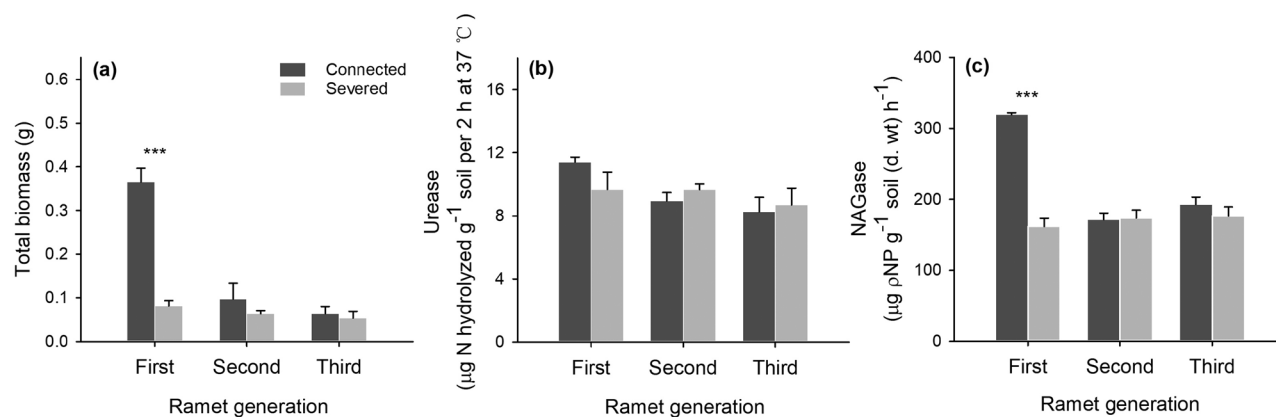 (a)
Total biomass (g)
0.6
0.5
0.4
0.3
0.2
0.1
0.0
Connected
Severed
***
First Second Third
Ramet generation
(b)
Urease
(μg N hydrolyzed g⁻¹ soil per 2 h at 37 ℃)
16
12
8
4
0
First Second Third
Ramet generation
(c)
NAGase
(μg ρNP g⁻¹ soil (d. wt) h⁻¹)
400
300
200
100
0
***
First Second Third
Ramet generation